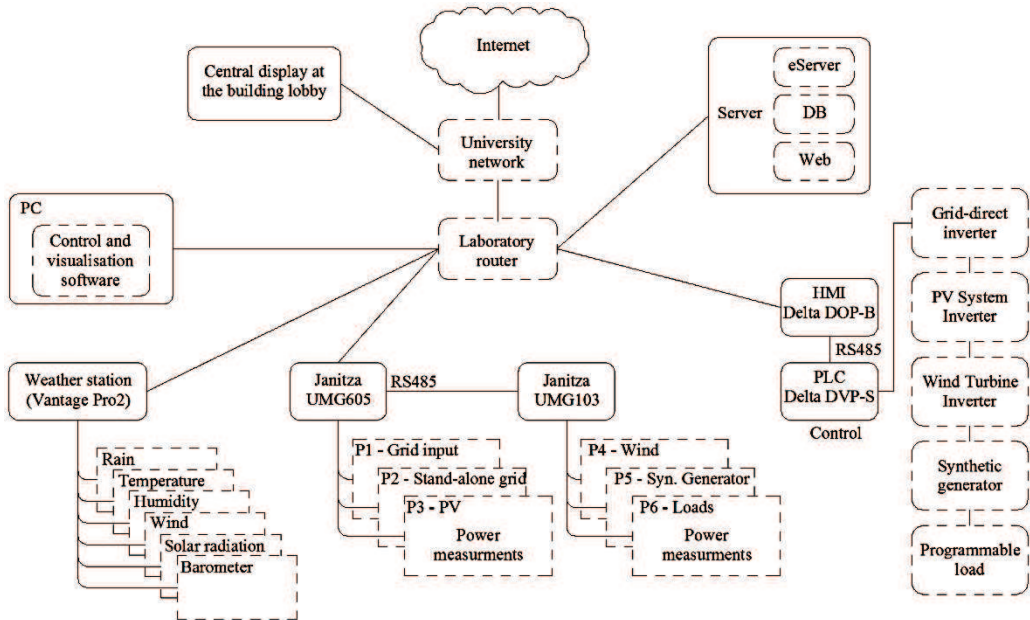 Internet
Central display at
the building lobby
University
network
Server
eServer
DB
Web
PC
Control and
visualisation
software
Laboratory
router
Grid-direct
inverter
HMI
Delta DOP-B
PV System
Inverter
RS485
Weather station
(Vantage Pro2)
Janitza
UMG605
RS485
Janitza
UMG103
PLC
Delta DVP-S
Control
Wind Turbine
Inverter
Rain
Temperature
Humidity
Wind
Solar radiation
Barometer
P1 - Grid input
P2 - Stand-alone grid
P3 - PV
Power
measurments
P4 - Wind
P5 - Syn. Generator
P6 - Loads
Power
measurments
Synthetic
generator
Programmable
load